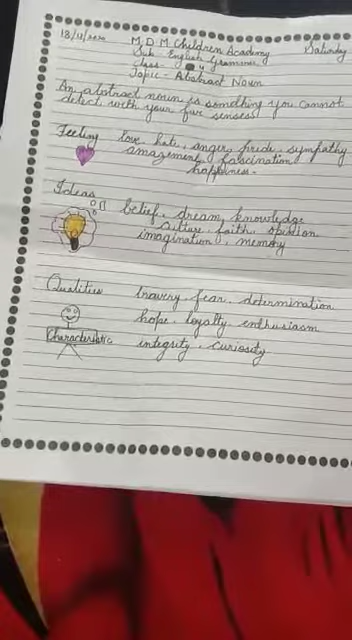 18/4/2020 M D M Children Academy Saturday
Sub - English Grammar
Class - 4
Topic - Abstract Noun
An abstract noun is something you cannot
detect with your five senses.
Feeling love, hate, anger, pride, sympathy
amazement, fascination
happiness.
Ideas
belief, dream, knowledge
culture, faith, opinion
imagination, memory
Qualities bravery, fear, determination
hope, loyalty, enthusiasm
Characteristic integrity, curiosity